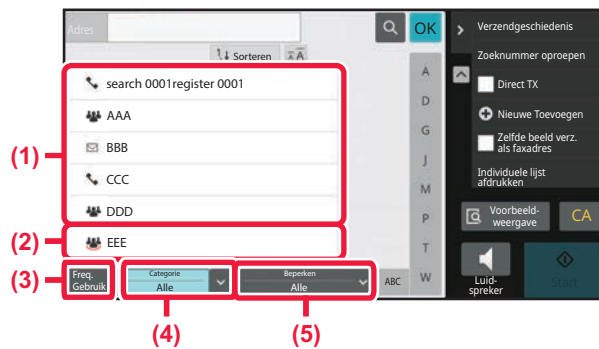 Adres
OK
Sorteren
search 0001register 0001
AAA
BBB
CCC
DDD
EEE
(1)
(2)
(3)
(4)
(5)
Freq.
Gebruik
Categorie
Alle
Beperken
Alle
ABC
A
D
G
J
M
P
T
W
Verzendgeschiedenis
Zoeknummer oproepen
Direct TX
Nieuwe Toevoegen
Zelfde beeld verz.
als faxadres
Individuele lijst
afdrukken
Voorbeeld-
weergave
CA
Luid-
spreker
Start